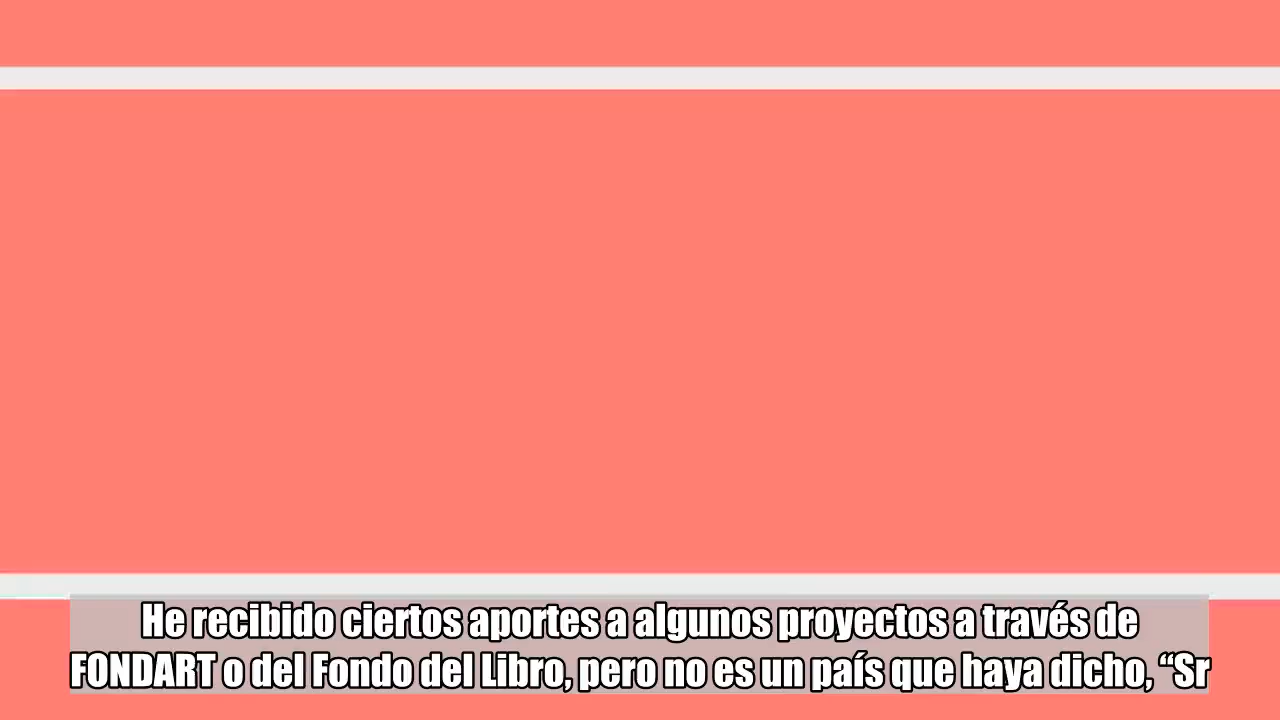 He recibido ciertos aportes a algunos proyectos a través de
FONDART o del Fondo del Libro, pero no es un país que haya dicho, “Sr